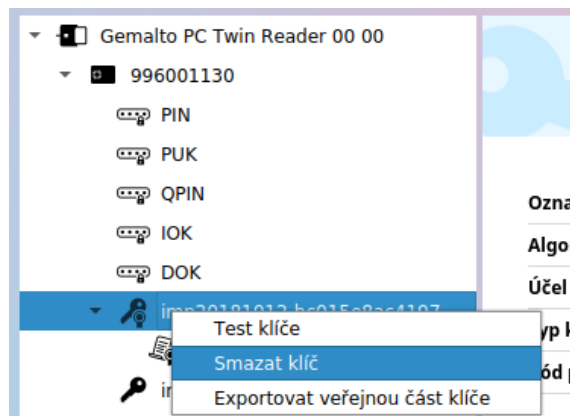 Gemalto PC Twin Reader 00 00
996001130
PIN
PUK
QPIN
IOK
DOK
Test klíče
Smazat klíč
Exportovat veřejnou část klíče
Účel